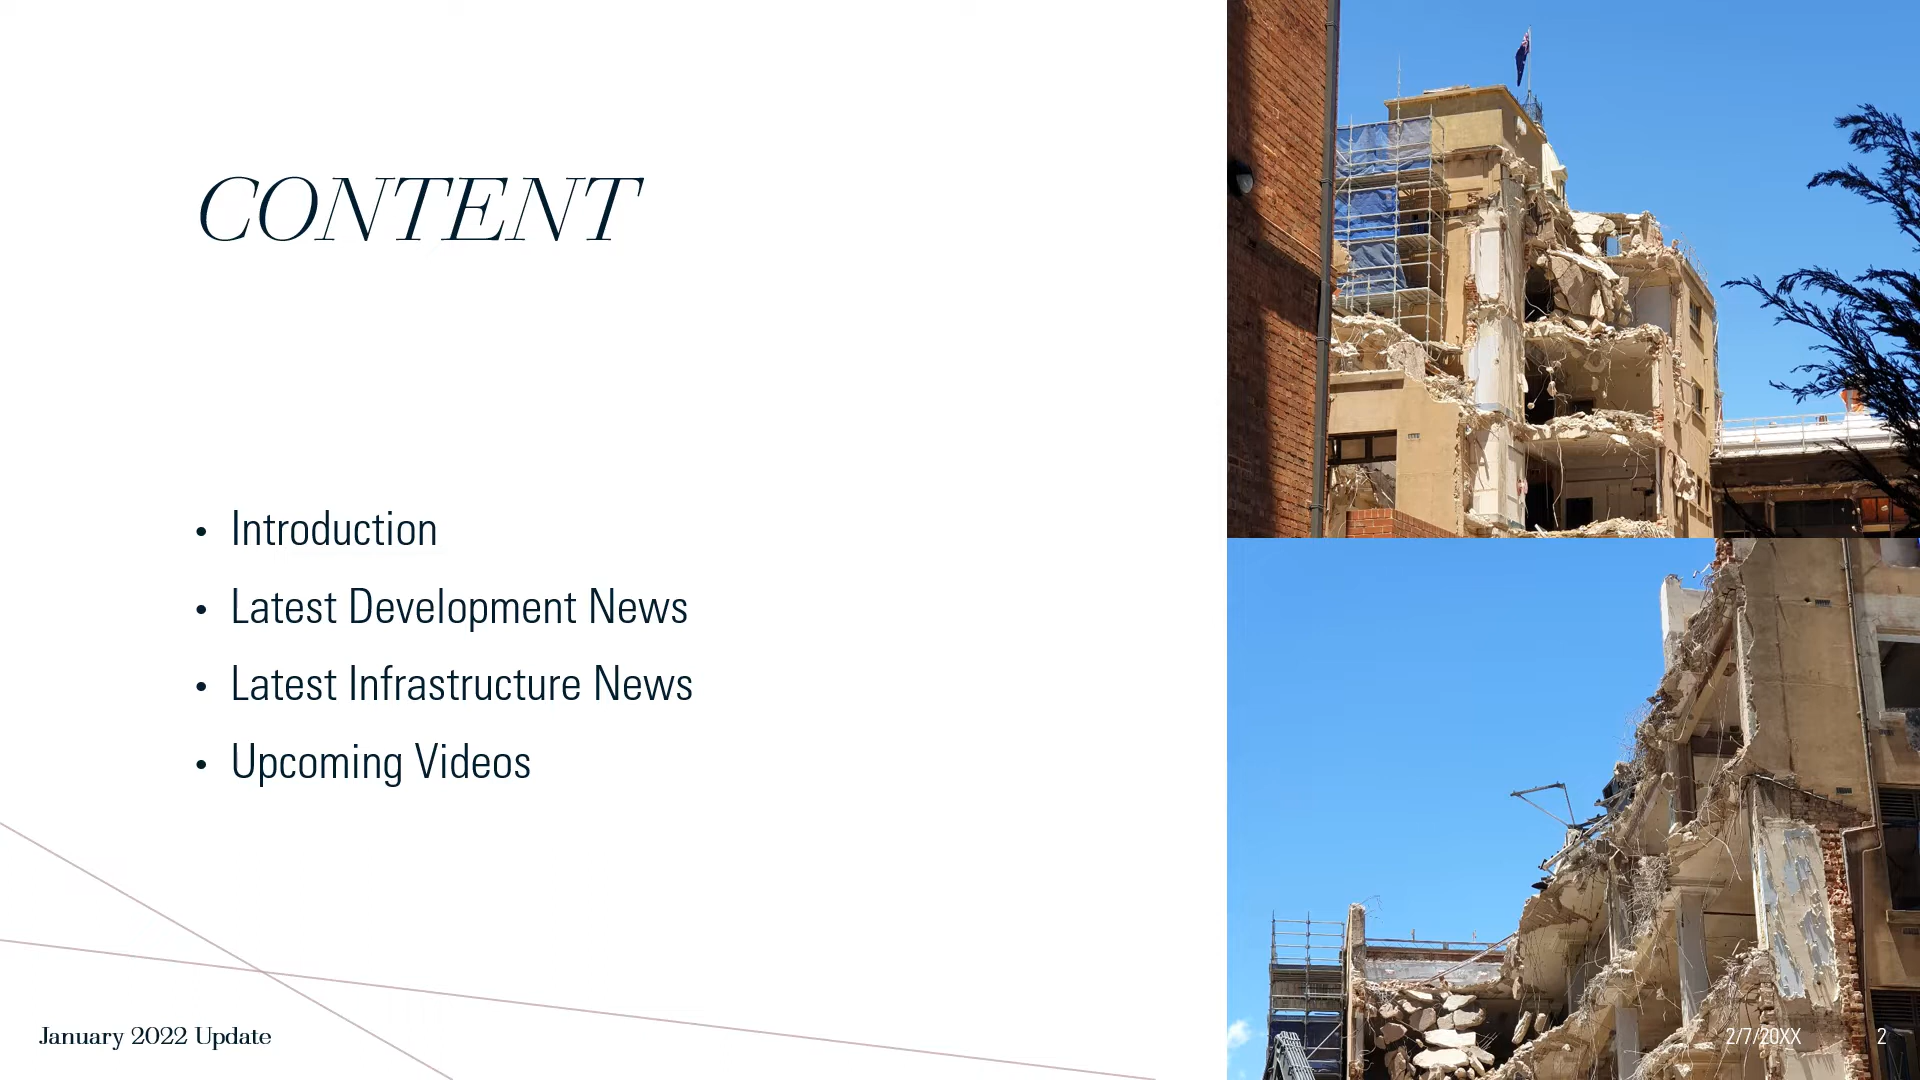 CONTENT
• Introduction
• Latest Development News
• Latest Infrastructure News
• Upcoming Videos
January 2022 Update
2/7/20XX
2